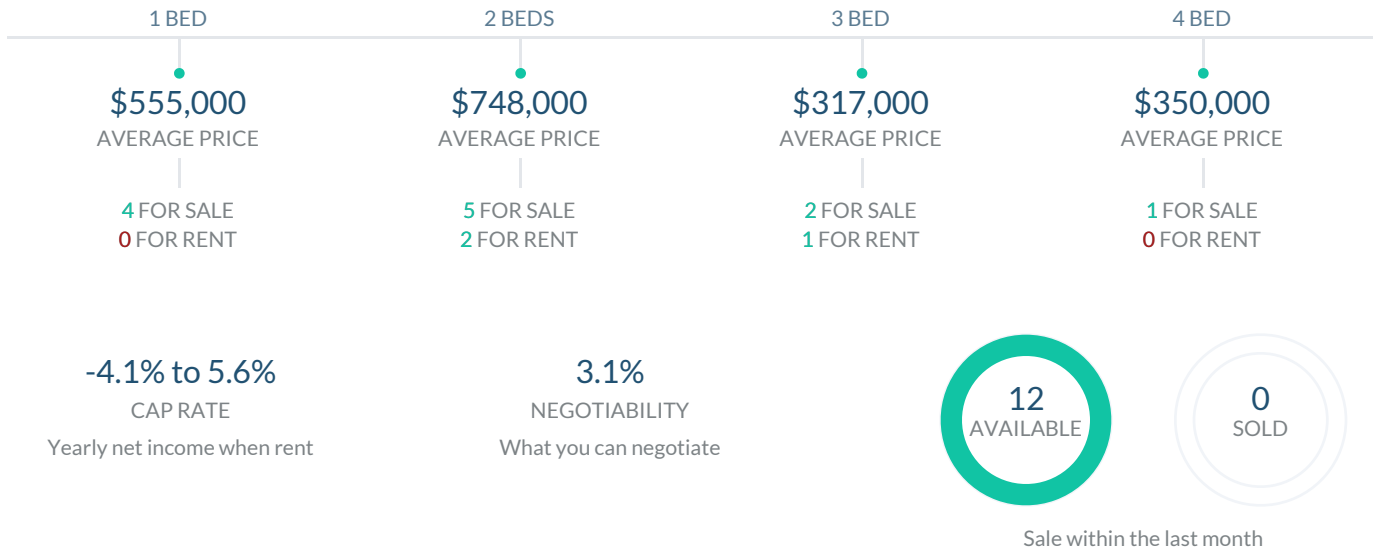 1 BED
2 BEDS
3 BED
4 BED
$555,000
$748,000
$317,000
$350,000
AVERAGE PRICE
AVERAGE PRICE
AVERAGE PRICE
AVERAGE PRICE
4 FOR SALE
5 FOR SALE
2 FOR SALE
1 FOR SALE
0 FOR RENT
2 FOR RENT
1 FOR RENT
0 FOR RENT
-4.1% to 5.6%
CAP RATE
Yearly net income when rent
3.1%
NEGOTIABILITY
What you can negotiate
12
AVAILABLE
0
SOLD
Sale within the last month